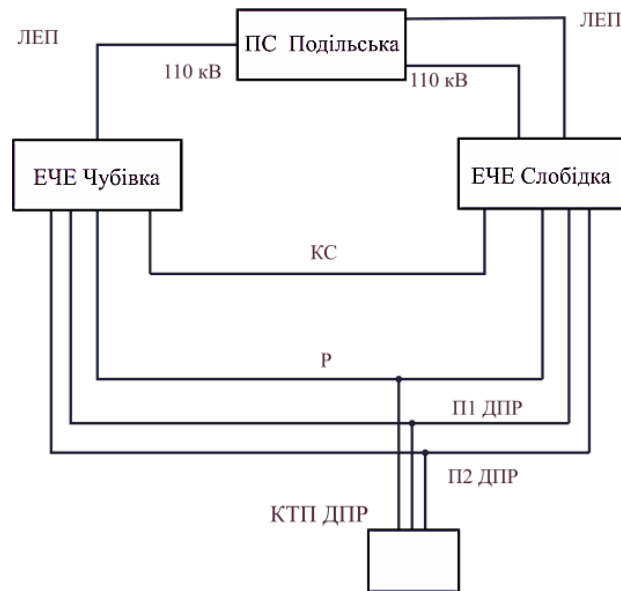 ЛЕП
ПС Подільська
ЛЕП
110 кВ
110 кВ
ЕЧЕ Чубівка
ЕЧЕ Слобідка
КС
Р
П1 ДПР
П2 ДПР
КТП ДПР